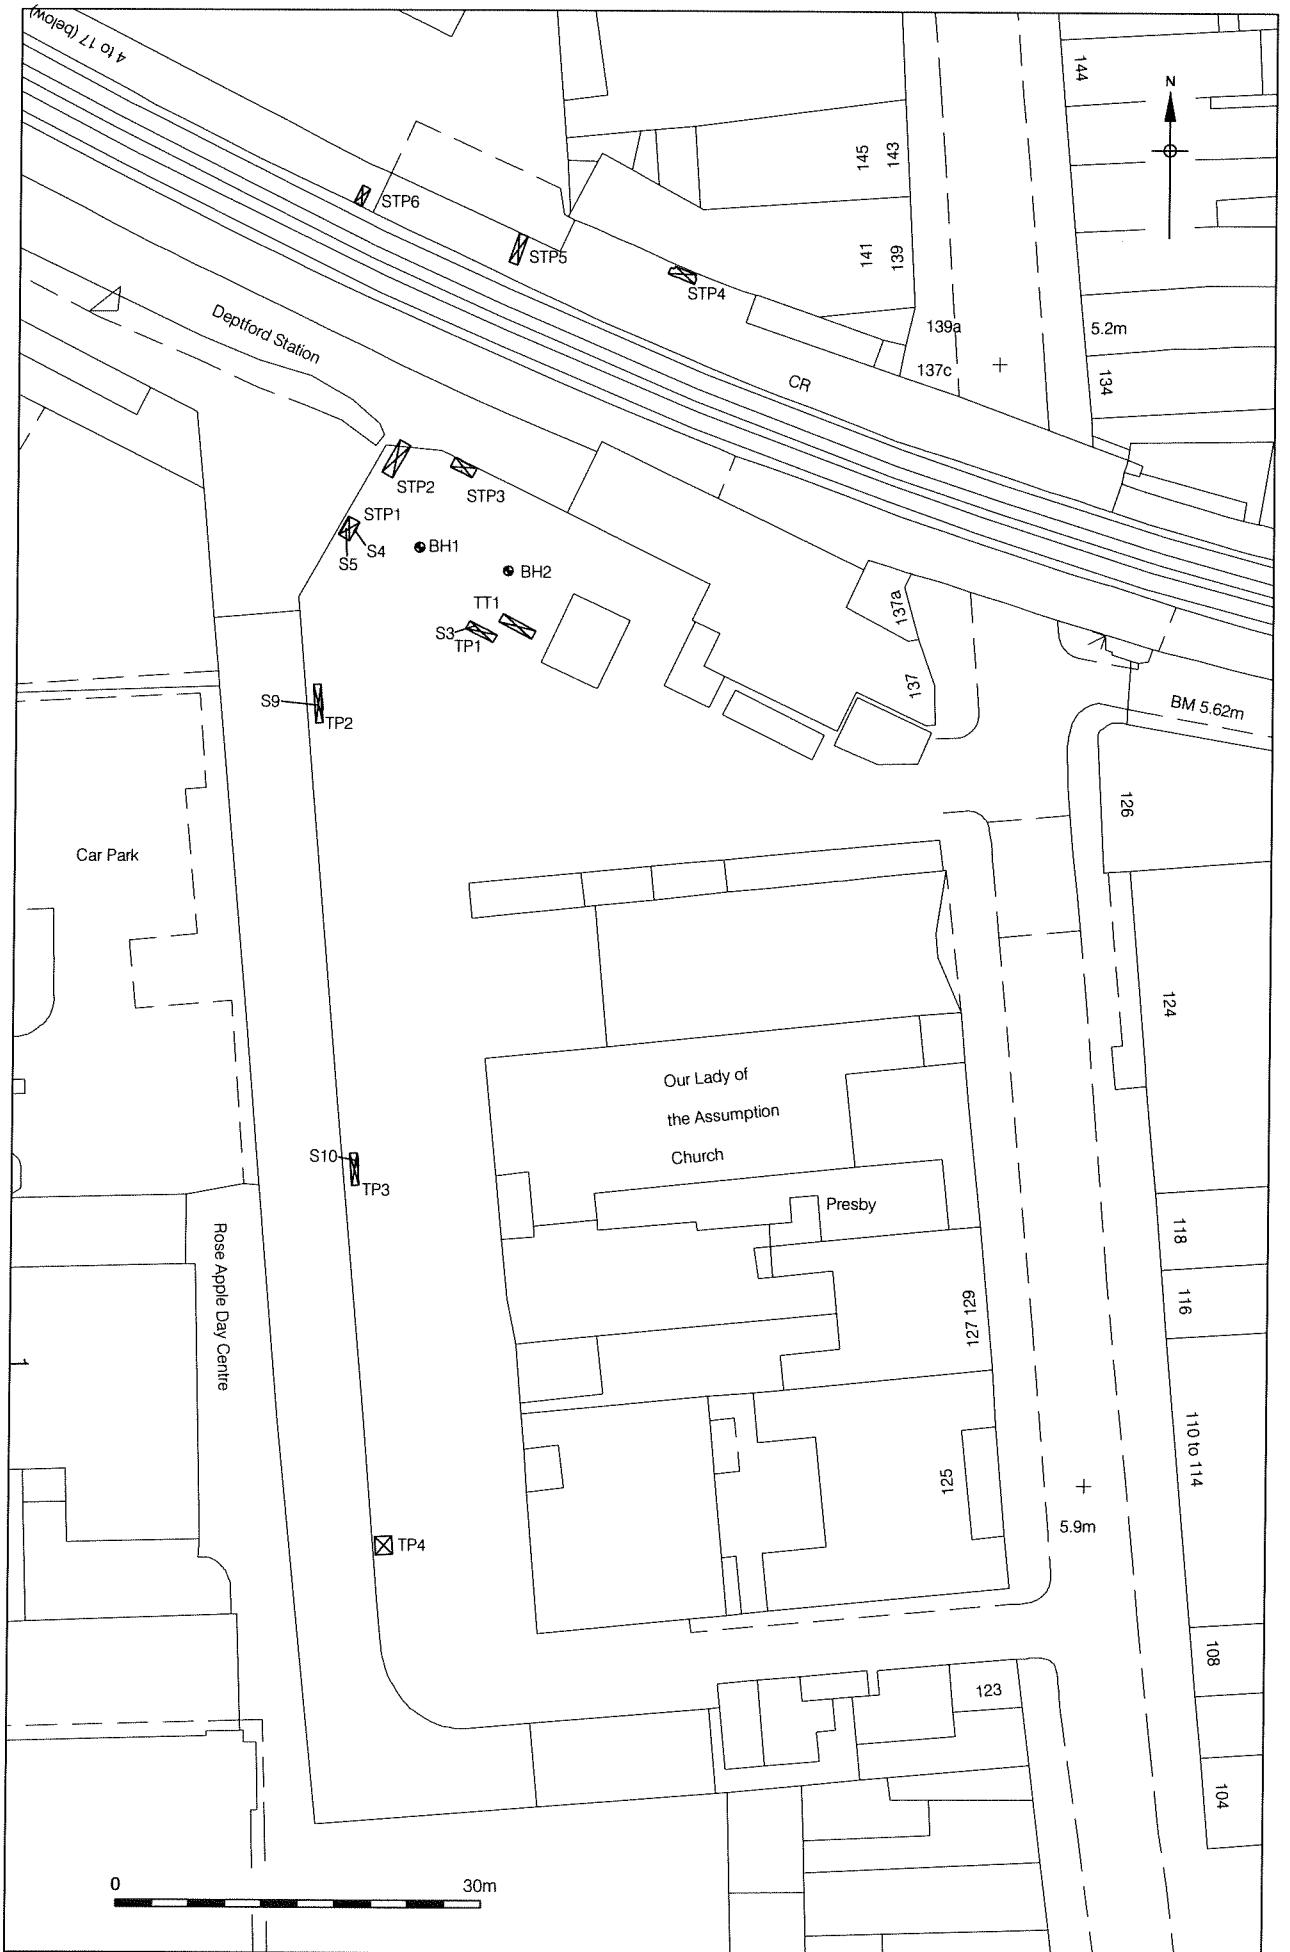 4 to 17 (below)
144
N
145
143
STP6
141
139
STP5
STP4
Deptford Station
139a
5.2m
137c
CR
134
STP2
STP3
STP1
S4
BH1
S5
BH2
TT1
137a
S3
TP1
137
S9
TP2
BM 5.62m
126
Car Park
124
Our Lady of
the Assumption
Church
S10
TP3
Presby
118
Rose Apple Day Centre
116
127 129
1
110 to 114
125
5.9m
TP4
108
123
104
0
30m